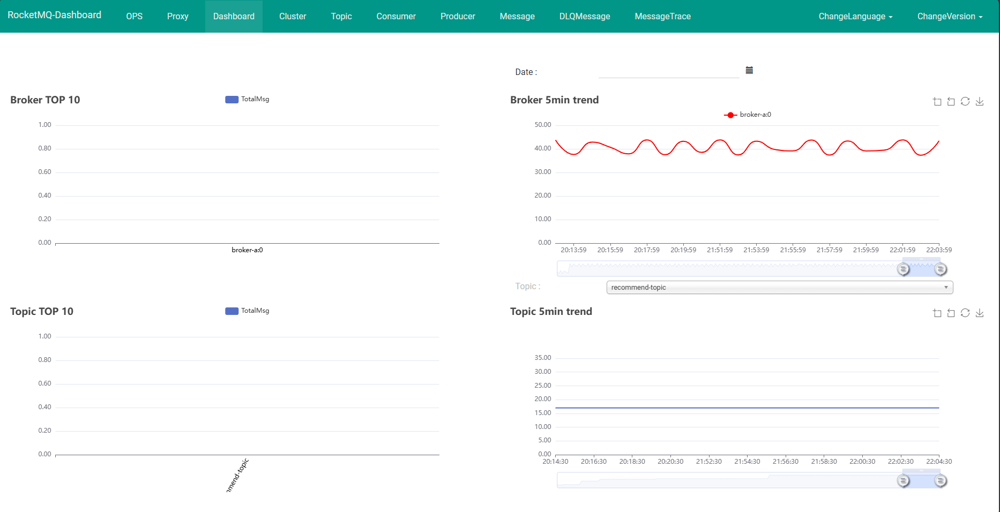 RocketMQ-Dashboard OPS Proxy Dashboard Cluster Topic Consumer Producer Message DLQMessage MessageTrace ChangeLanguage ChangeVersion
Date :
Broker TOP 10
TotalMsg
1.00
0.80
0.60
0.40
0.20
0.00
broker-a:0
Broker 5min trend
broker-a:0
50.00
40.00
30.00
20.00
10.00
0.00
20:13:59 20:15:59 20:17:59 20:19:59 21:51:59 21:53:59 21:55:59 21:57:59 21:59:59 22:01:59 22:03:59
Topic :
recommend-topic
Topic TOP 10
TotalMsg
1.00
0.80
0.60
0.40
0.20
0.00
mmend-topic
Topic 5min trend
35.00
30.00
25.00
20.00
15.00
10.00
5.00
0.00
20:14:30 20:16:30 20:18:30 20:20:30 21:52:30 21:54:30 21:56:30 21:58:30 22:00:30 22:02:30 22:04:30